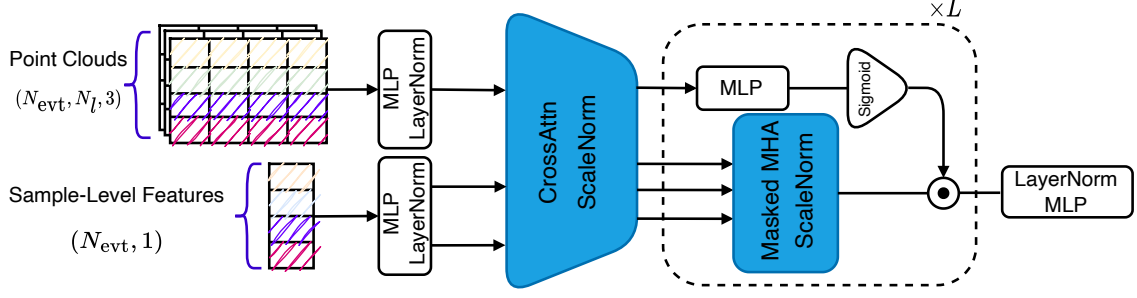 ×L
Point Clouds
(N_evt, N_l, 3)
MLP
LayerNorm
CrossAttn
ScaleNorm
MLP
Sigmoid
Masked MHA
ScaleNorm
Sample-Level Features
(N_evt, 1)
MLP
LayerNorm
LayerNorm
MLP